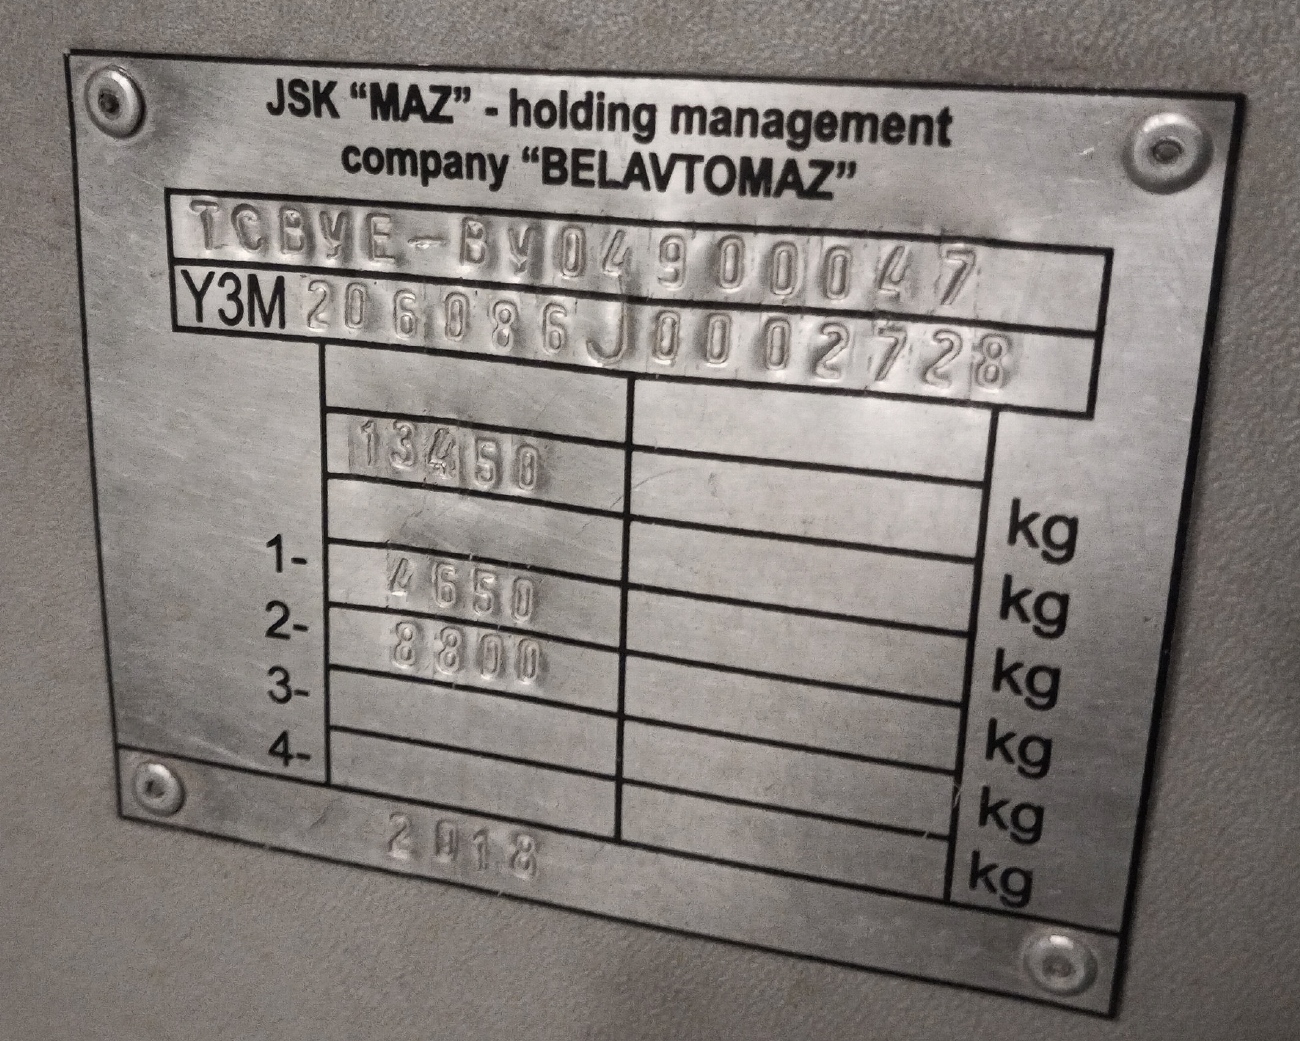 JSK “MAZ” - holding management
company “BELAVTOMAZ”
TCBYE-BY04900047
Y3M206086J0002728
13450 kg
kg
1- 4650 kg
2- 8800 kg
3- kg
4- kg
2018